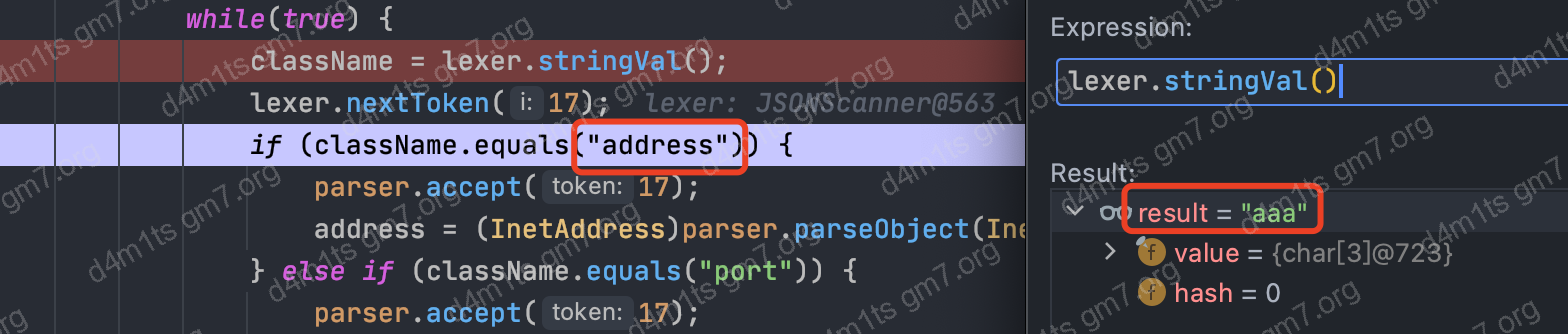 while(true) {
className = lexer.stringVal();
lexer.nextToken( i: 17); lexer: JSONScanner@563
if (className.equals("address")) {
parser.accept( token: 17);
address = (InetAddress)parser.parseObject(Ine
} else if (className.equals("port")) {
parser.accept( token: 17);
Expression:
lexer.stringVal()
Result:
result = "aaa"
value = {char[3]@723}
hash = 0
d4m1ts gm7.org